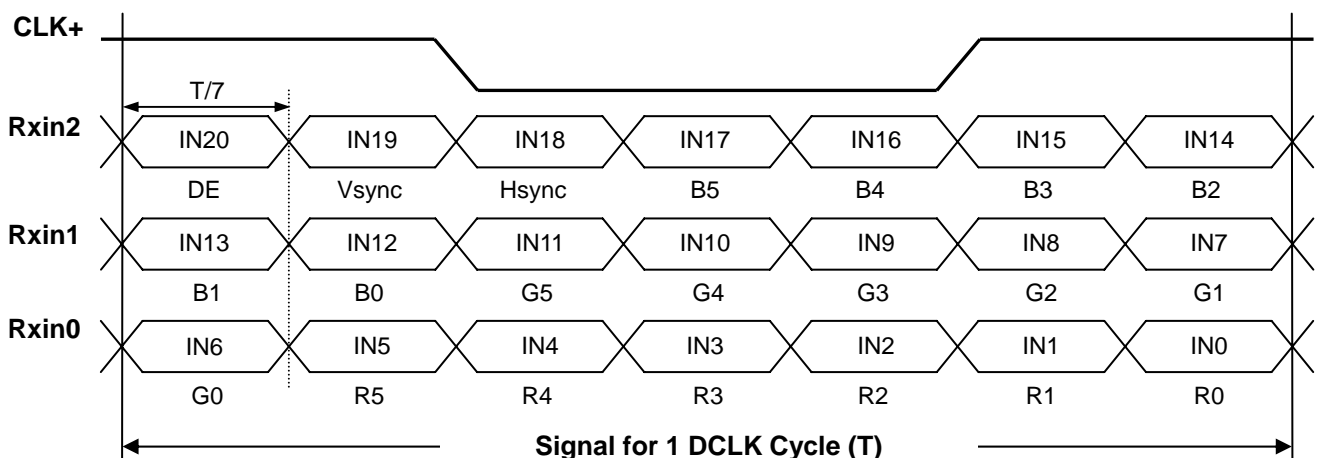 CLK+
T/7
Rxin2 IN20 IN19 IN18 IN17 IN16 IN15 IN14
DE Vsync Hsync B5 B4 B3 B2
Rxin1 IN13 IN12 IN11 IN10 IN9 IN8 IN7
B1 B0 G5 G4 G3 G2 G1
Rxin0 IN6 IN5 IN4 IN3 IN2 IN1 IN0
G0 R5 R4 R3 R2 R1 R0
Signal for 1 DCLK Cycle (T)